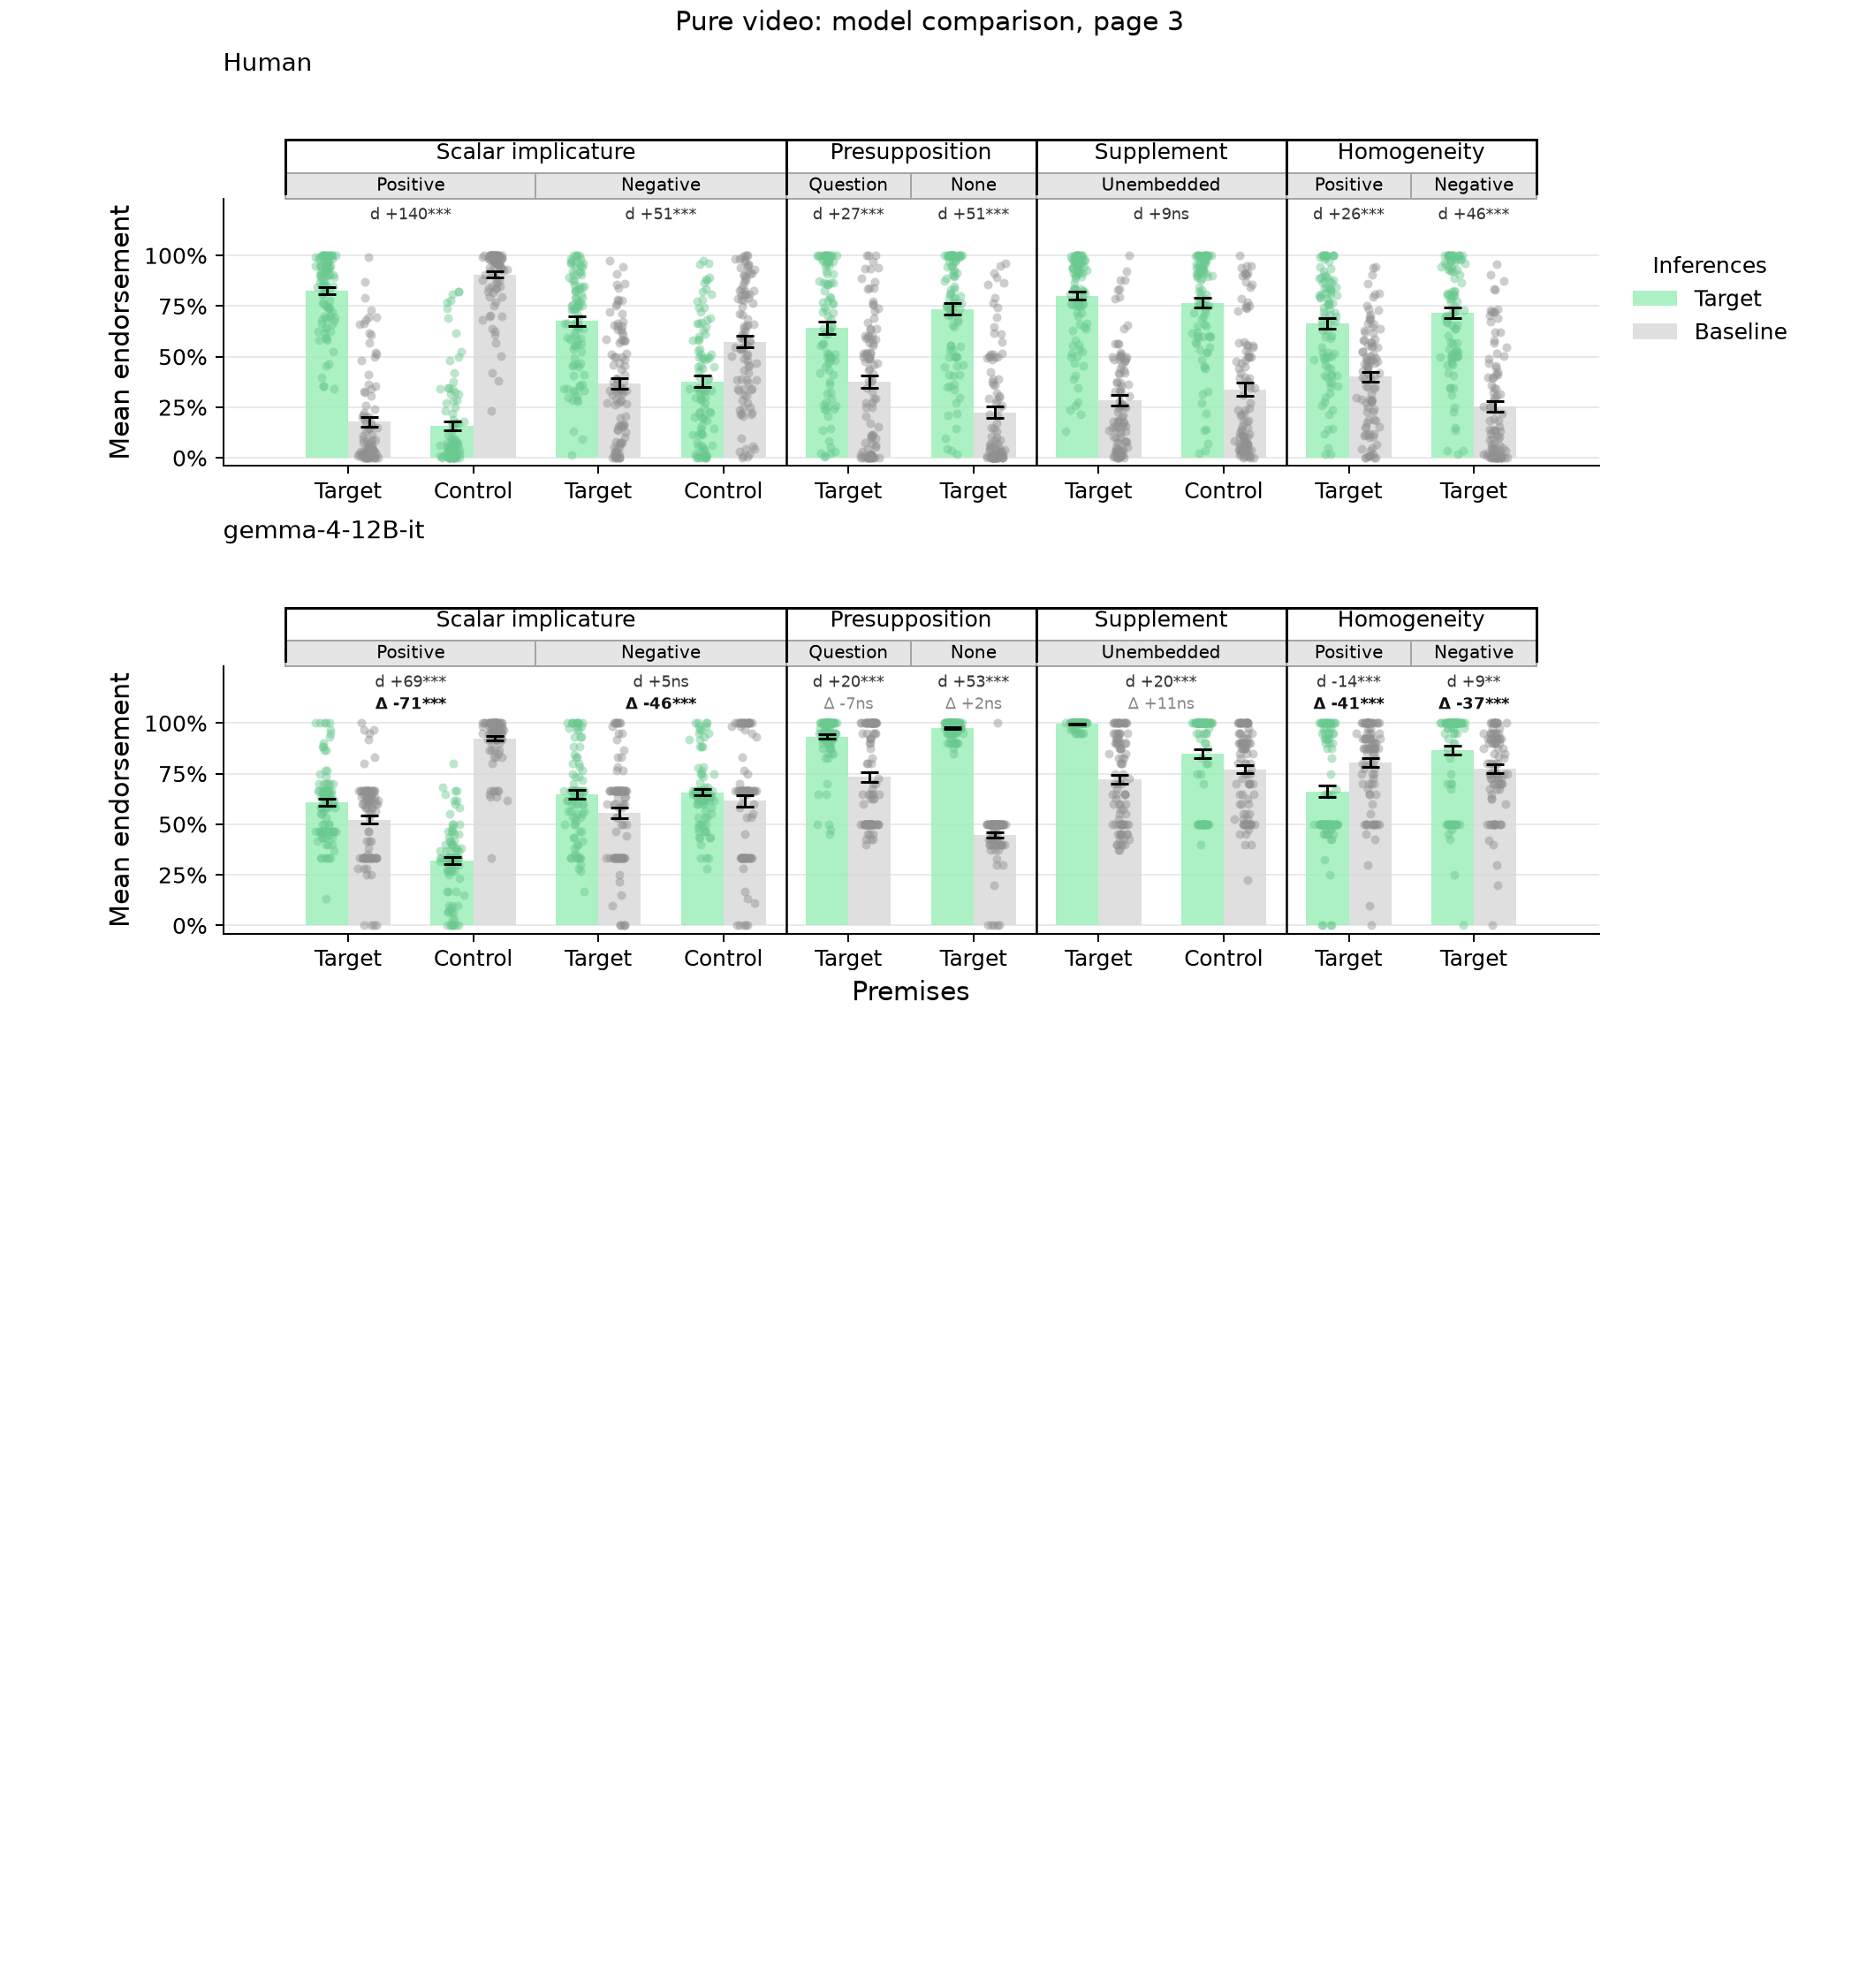 Pure video: model comparison, page 3
Human
Scalar implicature Presupposition Supplement Homogeneity
Positive Negative Question None Unembedded Positive Negative
d +140*** d +51*** d +27*** d +51*** d +9ns d +26*** d +46***
Mean endorsement
100%
75%
50%
25%
0%
Target Control Target Control Target Target Target Control Target Target
Inferences
Target
Baseline
gemma-4-12B-it
Scalar implicature Presupposition Supplement Homogeneity
Positive Negative Question None Unembedded Positive Negative
d +69*** d +5ns d +20*** d +53*** d +20*** d -14*** d +9**
Δ -71*** Δ -46*** Δ -7ns Δ +2ns Δ +11ns Δ -41*** Δ -37***
Mean endorsement
100%
75%
50%
25%
0%
Target Control Target Control Target Target Target Control Target Target
Premises